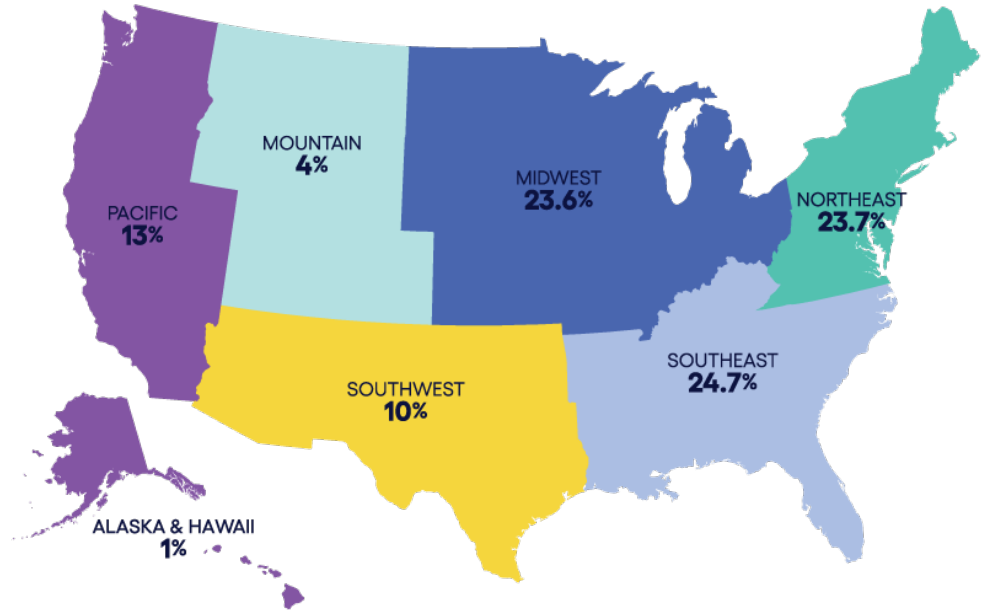 MOUNTAIN
4%
MIDWEST
23.6%
NORTHEAST
23.7%
PACIFIC
13%
SOUTHEAST
24.7%
SOUTHWEST
10%
ALASKA & HAWAII
1%